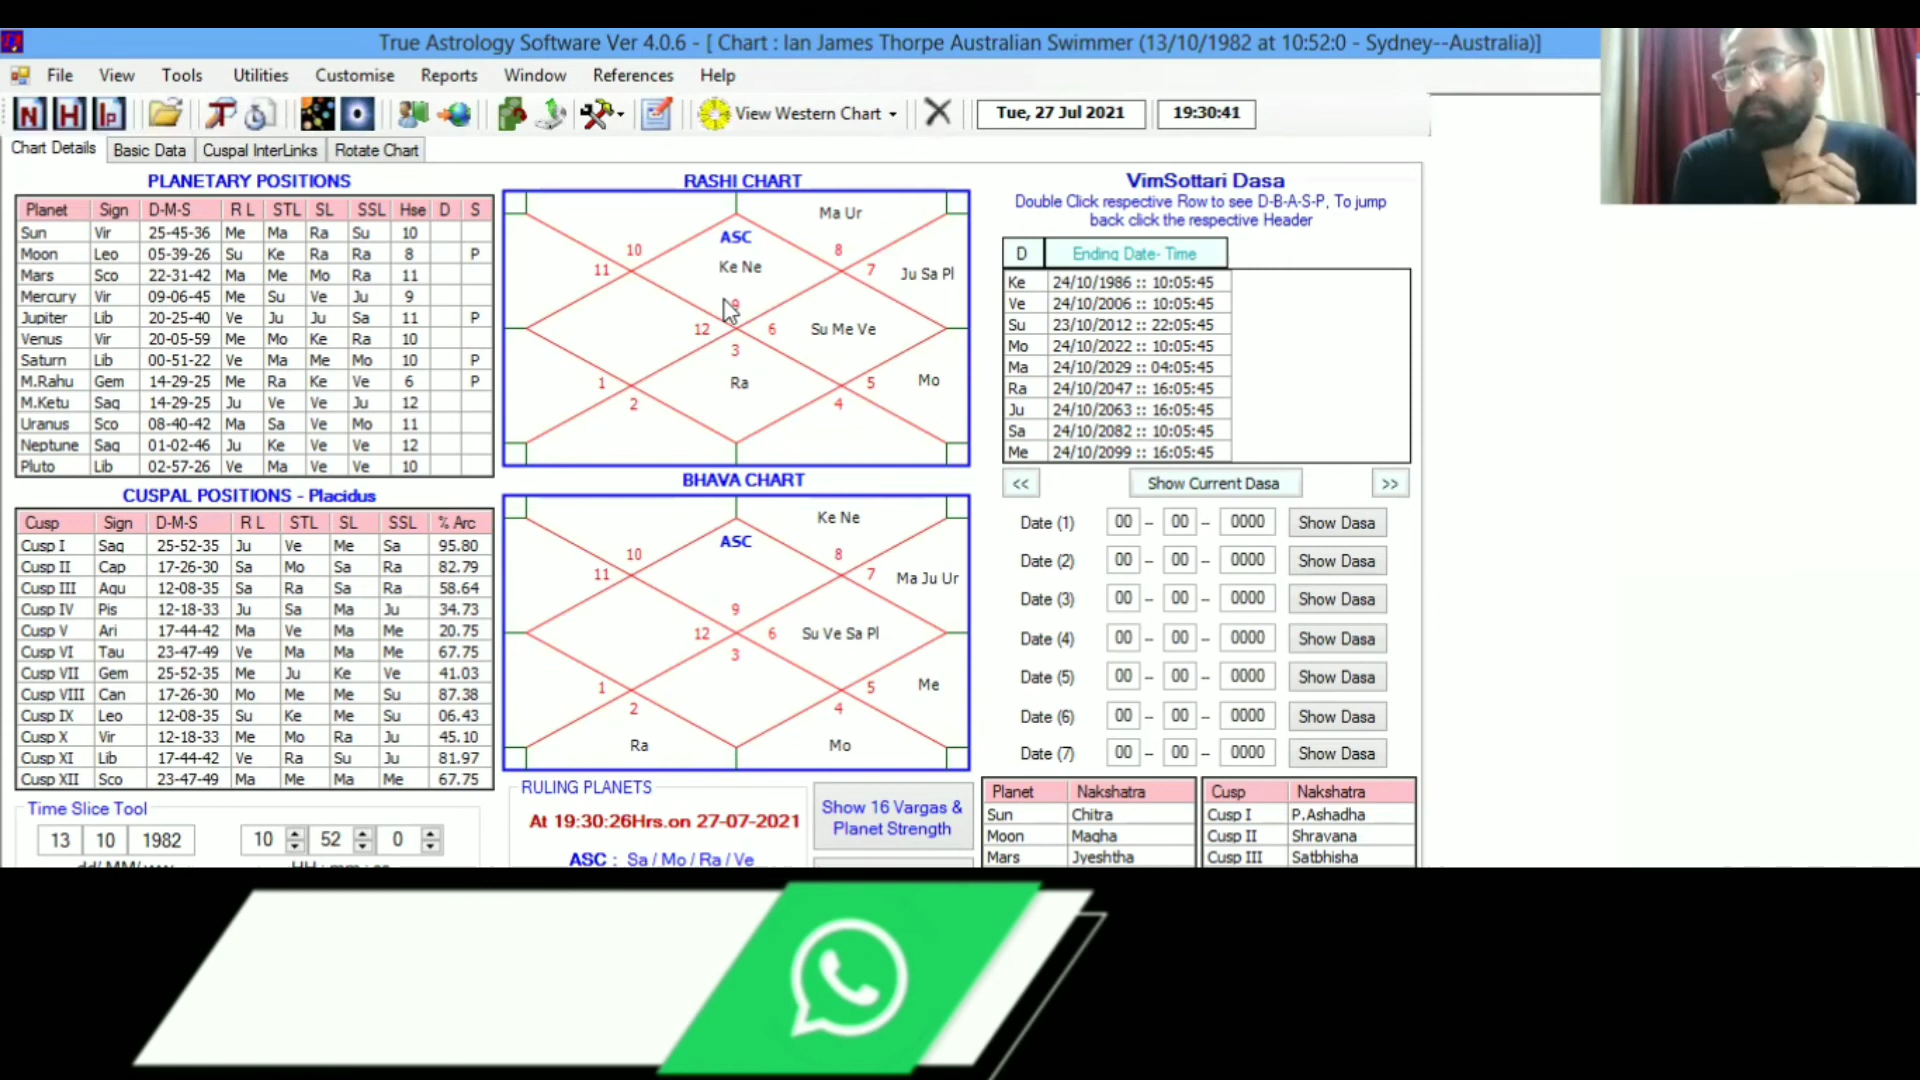 True Astrology Software Ver 4.0.6 - [ Chart : Ian James Thorpe Australian Swimmer (13/10/1982 at 10:52:0 - Sydney--Australia)]
File View Tools Utilities Customise Reports Window References Help
N H Ip View Western Chart Tue, 27 Jul 2021 19:30:41
Chart Details Basic Data Cuspal InterLinks Rotate Chart
PLANETARY POSITIONS
Planet Sign D-M-S R L STL SL SSL Hse D S
Sun Vir 25-45-36 Me Ma Ra Su 10
Moon Leo 05-39-26 Su Ke Ra Ra 8 P
Mars Sco 22-31-42 Ma Me Mo Ra 11
Mercury Vir 09-06-45 Me Su Ve Ju 9
Jupiter Lib 20-25-40 Ve Ju Ju Sa 11 P
Venus Vir 20-05-59 Me Mo Ke Ra 10
Saturn Lib 00-51-22 Ve Ma Me Mo 10 P
M.Rahu Gem 14-29-25 Me Ra Ke Ve 6 P
M.Ketu Sag 14-29-25 Ju Ve Ve Ju 12
Uranus Sco 08-40-42 Ma Sa Ve Mo 11
Neptune Sag 01-02-46 Ju Ke Ve Ve 12
Pluto Lib 02-57-26 Ve Ma Ve Ve 10
CUSPAL POSITIONS - Placidus
Cusp Sign D-M-S R L STL SL SSL % Arc
Cusp I Sag 25-52-35 Ju Ve Me Sa 95.80
Cusp II Cap 17-26-30 Sa Mo Sa Ra 82.79
Cusp III Aqu 12-08-35 Sa Ra Sa Ra 58.64
Cusp IV Pis 12-18-33 Ju Sa Ma Ju 34.73
Cusp V Ari 17-44-42 Ma Ve Ma Me 20.75
Cusp VI Tau 23-47-49 Ve Ma Ma Me 67.75
Cusp VII Gem 25-52-35 Me Ju Ke Ve 41.03
Cusp VIII Can 17-26-30 Mo Me Me Su 87.38
Cusp IX Leo 12-08-35 Su Ke Me Su 06.43
Cusp X Vir 12-18-33 Me Mo Ra Ju 45.10
Cusp XI Lib 17-44-42 Ve Ra Su Ju 81.97
Cusp XII Sco 23-47-49 Ma Me Ma Me 67.75
Time Slice Tool
13 10 1982 10 52 0
RASHI CHART
Ma Ur
ASC
10 8
Ke Ne
11 7 Ju Sa Pl
12 6 Su Me Ve
3
1 Ra 5 Mo
2 4
BHAVA CHART
Ke Ne
ASC
10 8
11 7 Ma Ju Ur
9
12 6 Su Ve Sa Pl
3
1 5 Me
2 4
Ra Mo
RULING PLANETS
At 19:30:26Hrs.on 27-07-2021
ASC : Sa / Mo / Ra / Ve
Show 16 Vargas &
Planet Strength
VimSottari Dasa
Double Click respective Row to see D-B-A-S-P, To jump
back click the respective Header
D Ending Date- Time
Ke 24/10/1986 :: 10:05:45
Ve 24/10/2006 :: 10:05:45
Su 23/10/2012 :: 22:05:45
Mo 24/10/2022 :: 10:05:45
Ma 24/10/2029 :: 04:05:45
Ra 24/10/2047 :: 16:05:45
Ju 24/10/2063 :: 16:05:45
Sa 24/10/2082 :: 10:05:45
Me 24/10/2099 :: 16:05:45
<< Show Current Dasa >>
Date (1) 00 - 00 - 0000 Show Dasa
Date (2) 00 - 00 - 0000 Show Dasa
Date (3) 00 - 00 - 0000 Show Dasa
Date (4) 00 - 00 - 0000 Show Dasa
Date (5) 00 - 00 - 0000 Show Dasa
Date (6) 00 - 00 - 0000 Show Dasa
Date (7) 00 - 00 - 0000 Show Dasa
Planet Nakshatra
Sun Chitra
Moon Magha
Mars Jyeshtha
Cusp Nakshatra
Cusp I P.Ashadha
Cusp II Shravana
Cusp III Satbhisha